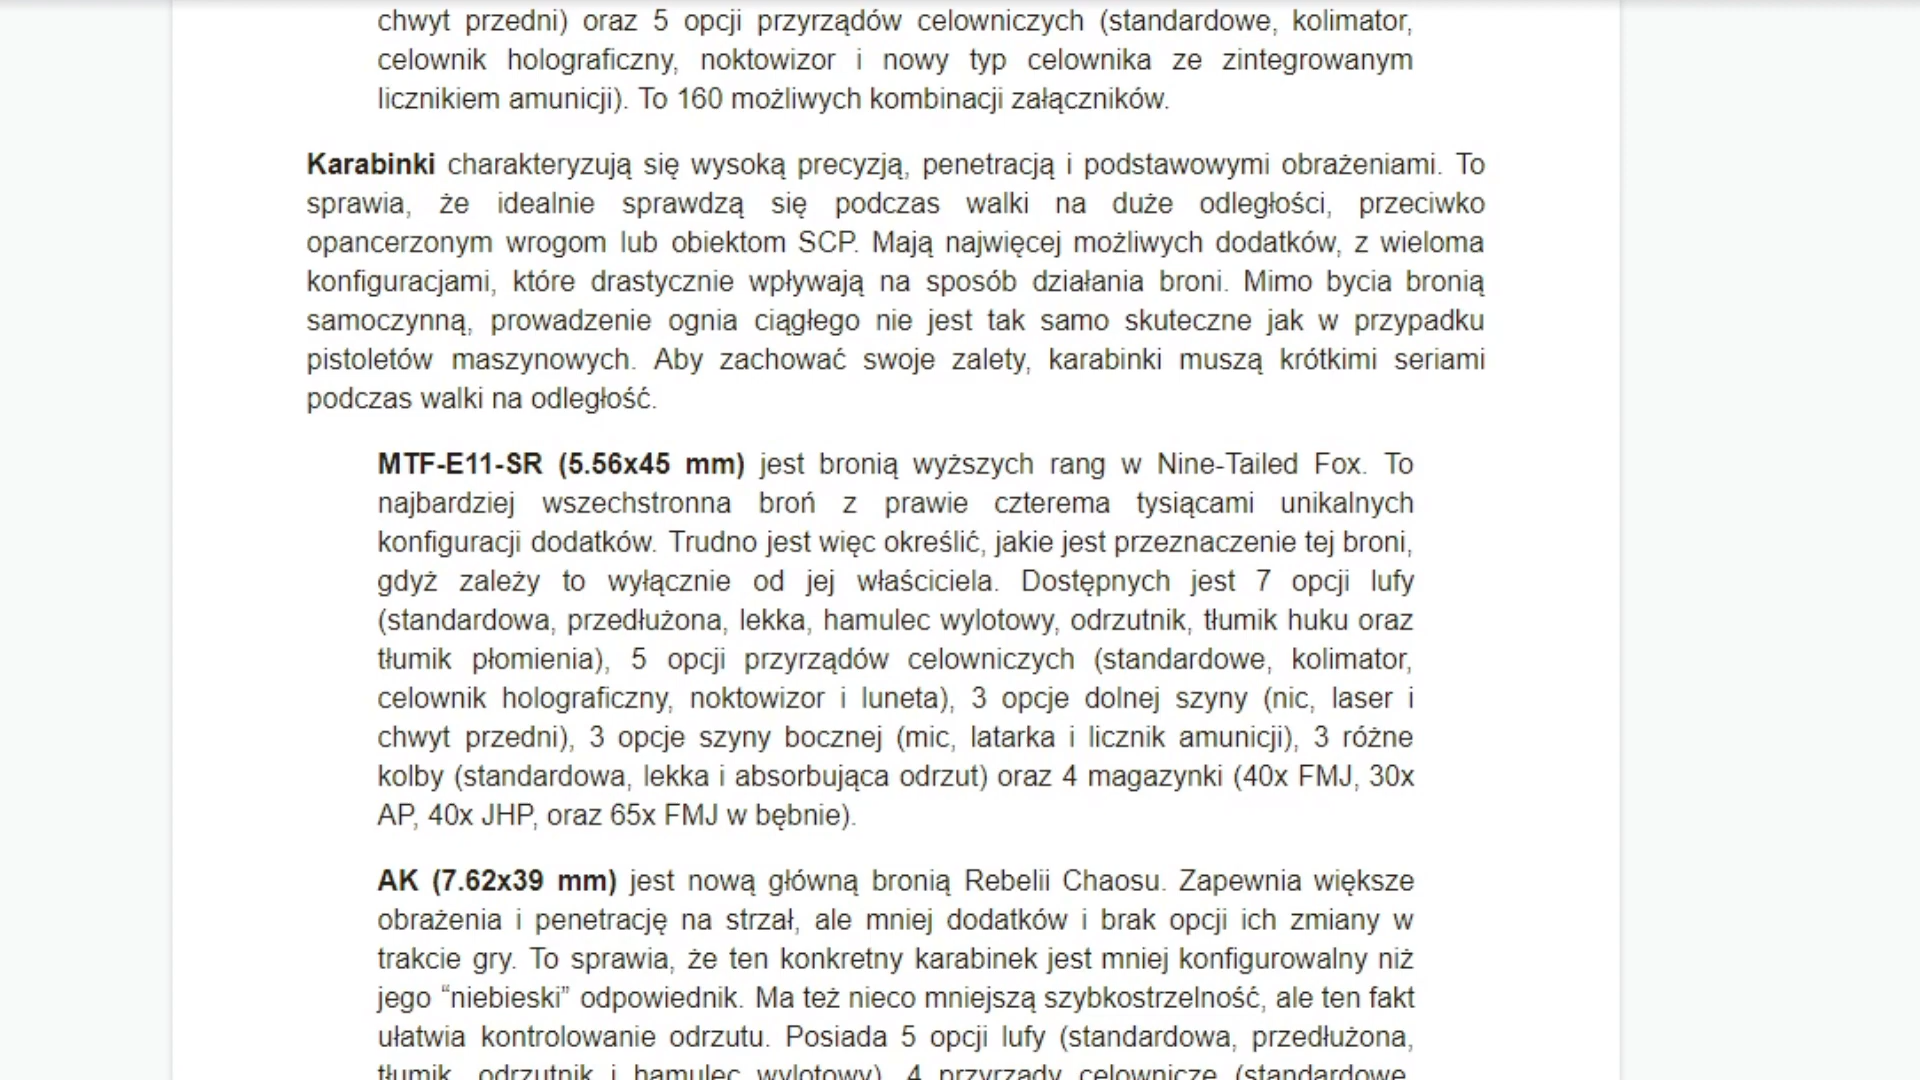 chwyt przedni) oraz 5 opcji przyrządów celowniczych (standardowe, kolimator,
celownik holograficzny, noktowizor i nowy typ celownika ze zintegrowanym
licznikiem amunicji). To 160 możliwych kombinacji załączników.
Karabinki charakteryzują się wysoką precyzją, penetracją i podstawowymi obrażeniami. To
sprawia, że idealnie sprawdzą się podczas walki na duże odległości, przeciwko
opancerzonym wrogom lub obiektom SCP. Mają najwięcej możliwych dodatków, z wieloma
konfiguracjami, które drastycznie wpływają na sposób działania broni. Mimo bycia bronią
samoczynną, prowadzenie ognia ciągłego nie jest tak samo skuteczne jak w przypadku
pistoletów maszynowych. Aby zachować swoje zalety, karabinki muszą krótkimi seriami
podczas walki na odległość.
MTF-E11-SR (5.56x45 mm) jest bronią wyższych rang w Nine-Tailed Fox. To
najbardziej wszechstronna broń z prawie czterema tysiącami unikalnych
konfiguracji dodatków. Trudno jest więc określić, jakie jest przeznaczenie tej broni,
gdyż zależy to wyłącznie od jej właściciela. Dostępnych jest 7 opcji lufy
(standardowa, przedłużona, lekka, hamulec wylotowy, odrzutnik, tłumik huku oraz
tłumik płomienia), 5 opcji przyrządów celowniczych (standardowe, kolimator,
celownik holograficzny, noktowizor i luneta), 3 opcje dolnej szyny (nic, laser i
chwyt przedni), 3 opcje szyny bocznej (mic, latarka i licznik amunicji), 3 różne
kolby (standardowa, lekka i absorbująca odrzut) oraz 4 magazynki (40x FMJ, 30x
AP, 40x JHP, oraz 65x FMJ w bębnie).
AK (7.62x39 mm) jest nową główną bronią Rebelii Chaosu. Zapewnia większe
obrażenia i penetrację na strzał, ale mniej dodatków i brak opcji ich zmiany w
trakcie gry. To sprawia, że ten konkretny karabinek jest mniej konfigurowalny niż
jego “niebieski” odpowiednik. Ma też nieco mniejszą szybkostrzelność, ale ten fakt
ułatwia kontrolowanie odrzutu. Posiada 5 opcji lufy (standardowa, przedłużona,
tłumik, odrzutnik i hamulec wylotowy), 4 przyrządy celownicze (standardowe,